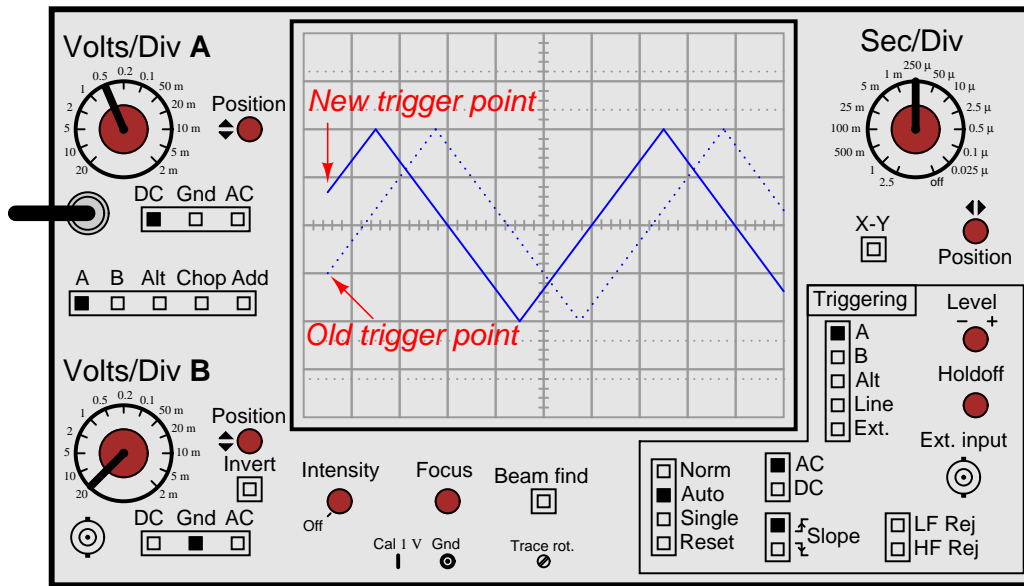 Volts/Div A
0.5 0.2 0.1
1 50 m
2 20 m
5 10 m
10 5 m
20 2 m
Position
DC Gnd AC
A B Alt Chop Add
Volts/Div B
0.5 0.2 0.1
1 50 m
2 20 m
5 10 m
10 5 m
20 2 m
Position
Invert
DC Gnd AC
New trigger point
Old trigger point
Intensity
Off
Focus
Beam find
Cal 1 V Gnd
Trace rot.
Sec/Div
250 µ
1 m 50 µ
5 m 10 µ
25 m 2.5 µ
100 m 0.5 µ
500 m 0.1 µ
1 0.025 µ
2.5 off
X-Y
Position
Triggering
A
B
Alt
Line
Ext.
Level
- +
Holdoff
Ext. input
Norm
Auto
Single
Reset
AC
DC
Slope
LF Rej
HF Rej